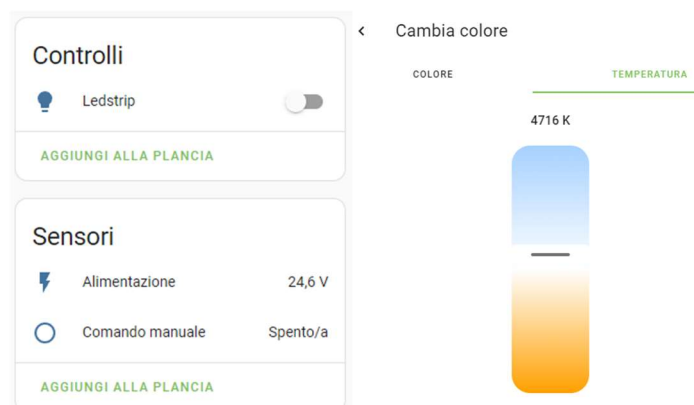 Controlli
Ledstrip
AGGIUNGI ALLA PLANCIA
Sensori
Alimentazione 24,6 V
Comando manuale Spento/a
AGGIUNGI ALLA PLANCIA
Cambia colore
COLORE TEMPERATURA
4716 K